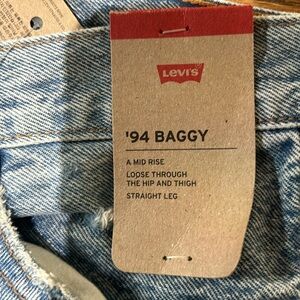 Levi's
'94 BAGGY
A MID RISE
LOOSE THROUGH
THE HIP AND THIGH
STRAIGHT LEG